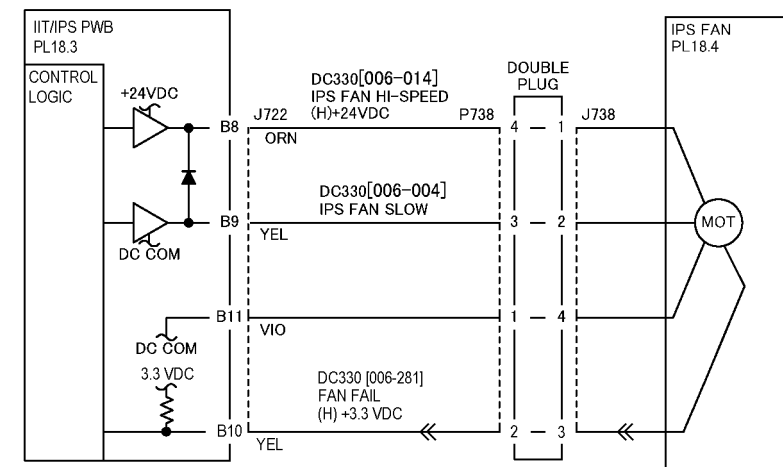 IIT/IPS PWB
PL18.3
CONTROL
LOGIC
+24VDC
DC COM
DC COM
3.3 VDC
B8
B9
B11
B10
J722
ORN
YEL
VIO
YEL
DC330[006-014]
IPS FAN HI-SPEED
(H)+24VDC
DC330[006-004]
IPS FAN SLOW
DC330 [006-281]
FAN FAIL
(H) +3.3 VDC
P738
DOUBLE
PLUG
4 — 1
3 — 2
1 — 4
2 — 3
J738
IPS FAN
PL18.4
MOT